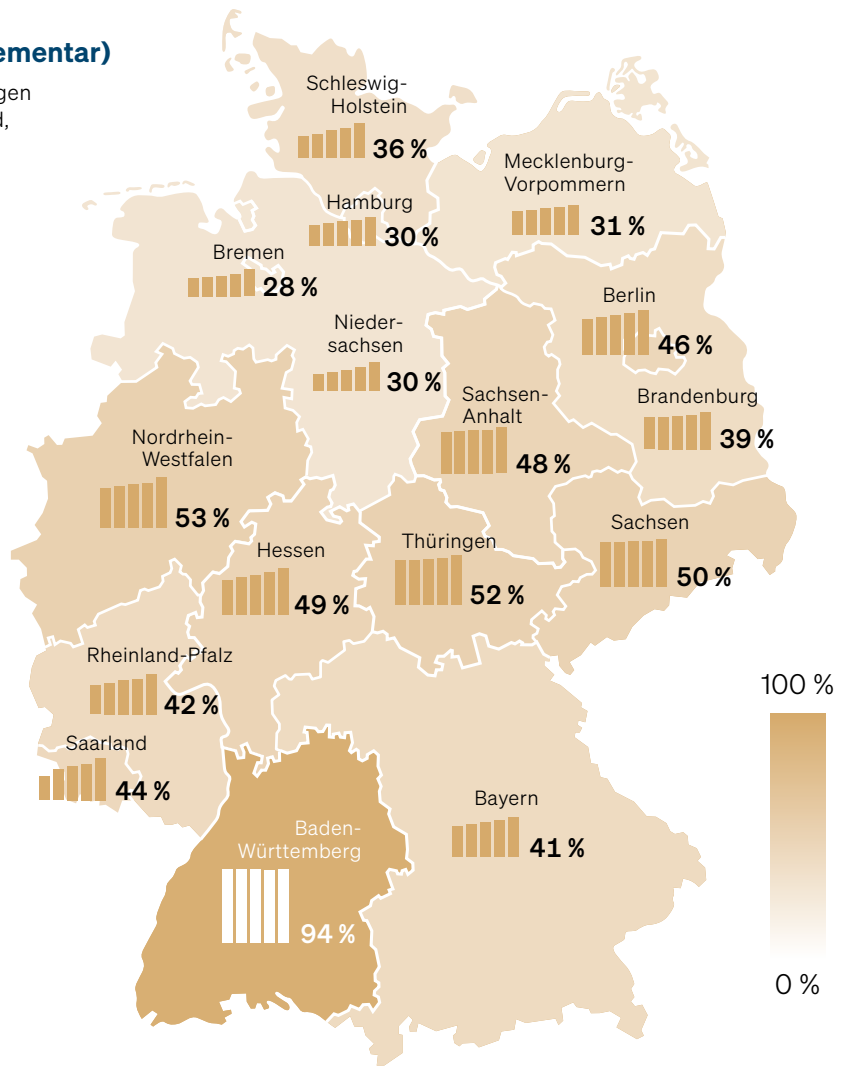 ementar)
gen
d,
Schleswig-
Holstein
36 %
Mecklenburg-
Vorpommern
31 %
Hamburg
30 %
Bremen
28 %
Berlin
46 %
Nieder-
sachsen
30 %
Sachsen-
Anhalt
48 %
Brandenburg
39 %
Nordrhein-
Westfalen
53 %
Hessen
49 %
Thüringen
52 %
Sachsen
50 %
Rheinland-Pfalz
42 %
Saarland
44 %
Baden-
Württemberg
94 %
Bayern
41 %
100 %
0 %